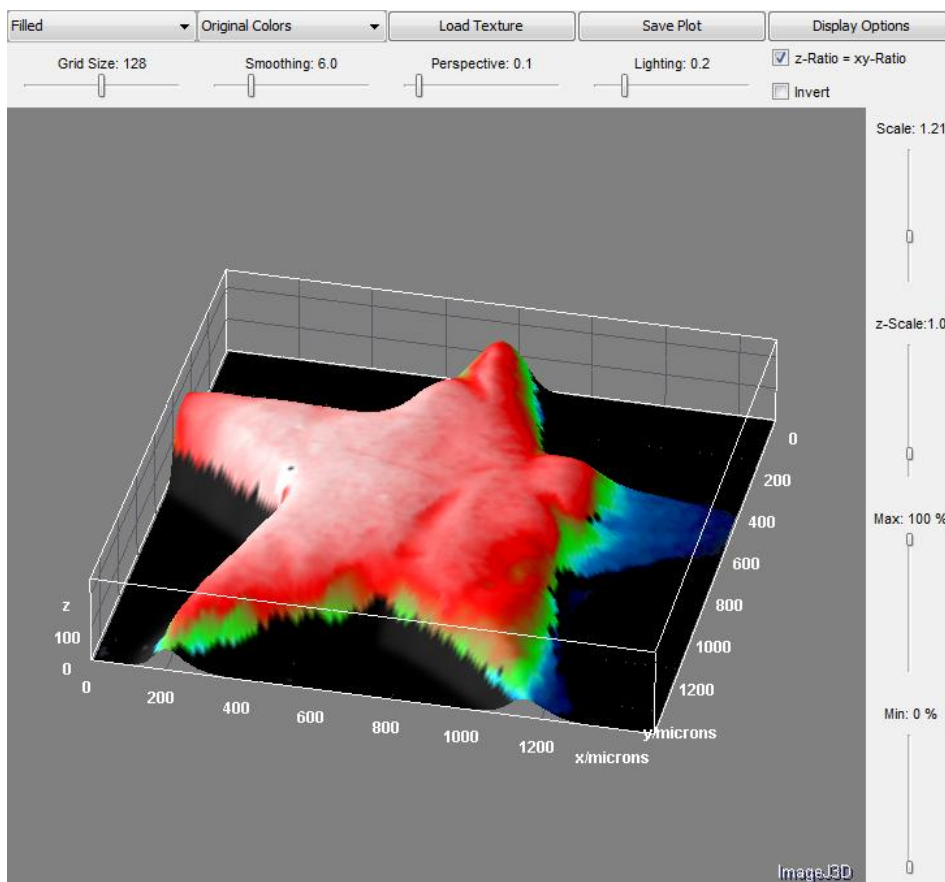 Filled Original Colors Load Texture Save Plot Display Options
Grid Size: 128 Smoothing: 6.0 Perspective: 0.1 Lighting: 0.2 z-Ratio = xy-Ratio
Invert
Scale: 1.21
z-Scale:1.0
Max: 100 %
Min: 0 %
z
100
0
0
200
400
600
800
1000
1200
x/microns
0
200
400
600
800
1000
1200
y/microns
ImageJ3D